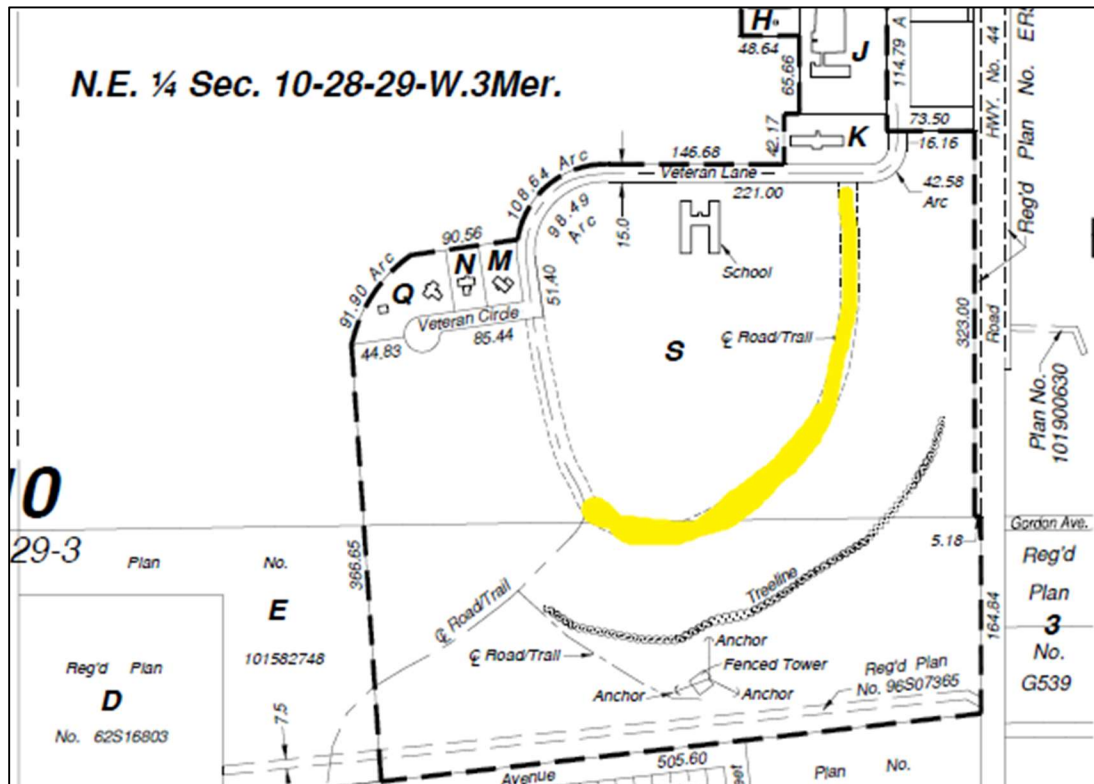 H
48.64
65.66
J
114.79
A
HWY. No. 44
Reg'd Plan No. ERS
N.E. ¼ Sec. 10-28-29-W.3Mer.
73.50
42.17
K
16.16
146.68
Veteran Lane
221.00
42.58
Arc
108.64 Arc
98.49
Arc
15.0
School
90.56
N
M
Q
91.90 Arc
51.40
Veteran Circle
44.83
85.44
S
℄ Road/Trail
323.00
Road
Plan No.
101900630
10
29-3
Plan No.
366.65
5.18
Gordon Ave.
Reg'd
Plan
3
No.
G539
E
101582748
℄ Road/Trail
℄ Road/Trail
Treeline
164.84
Anchor
Fenced Tower
Anchor
Anchor
Reg'd Plan
No. 96S07365
Reg'd Plan
D
No. 62S16803
7.5
505.60
Avenue
Plan No.